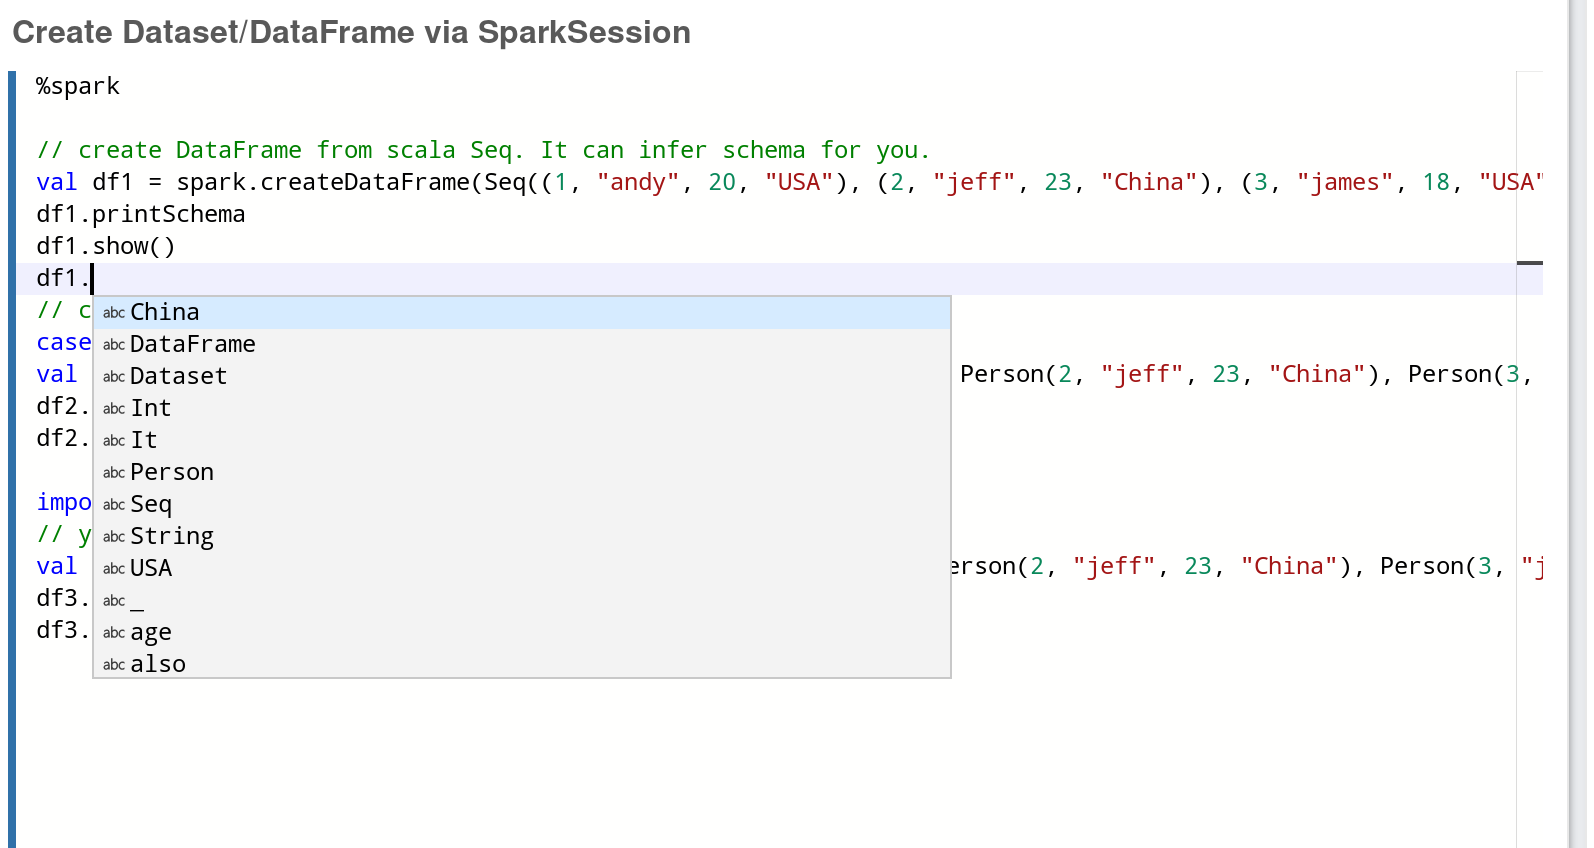 Create Dataset/DataFrame via SparkSession
%spark
// create DataFrame from scala Seq. It can infer schema for you.
val df1 = spark.createDataFrame(Seq((1, "andy", 20, "USA"), (2, "jeff", 23, "China"), (3, "james", 18, "USA"
df1.printSchema
df1.show()
df1.
// c
abc China
case
abc DataFrame
val
abc Dataset
Person(2, "jeff", 23, "China"), Person(3,
df2.
abc Int
df2.
abc It
abc Person
impo
abc Seq
// y
abc String
val
abc USA
erson(2, "jeff", 23, "China"), Person(3, "j
df3.
abc _
df3.
abc age
abc also